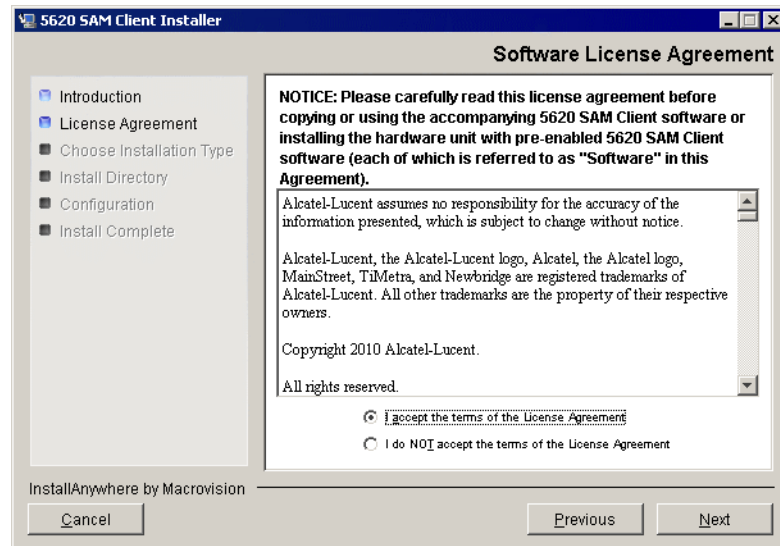 5620 SAM Client Installer
Software License Agreement
Introduction
License Agreement
Choose Installation Type
Install Directory
Configuration
Install Complete
NOTICE: Please carefully read this license agreement before
copying or using the accompanying 5620 SAM Client software or
installing the hardware unit with pre-enabled 5620 SAM Client
software (each of which is referred to as "Software" in this
Agreement).
Alcatel-Lucent assumes no responsibility for the accuracy of the
information presented, which is subject to change without notice.
Alcatel-Lucent, the Alcatel-Lucent logo, Alcatel, the Alcatel logo,
MainStreet, TiMetra, and Newbridge are registered trademarks of
Alcatel-Lucent. All other trademarks are the property of their respective
owners.
Copyright 2010 Alcatel-Lucent.
All rights reserved.
I accept the terms of the License Agreement
I do NOT accept the terms of the License Agreement
InstallAnywhere by Macrovision
Cancel
Previous
Next